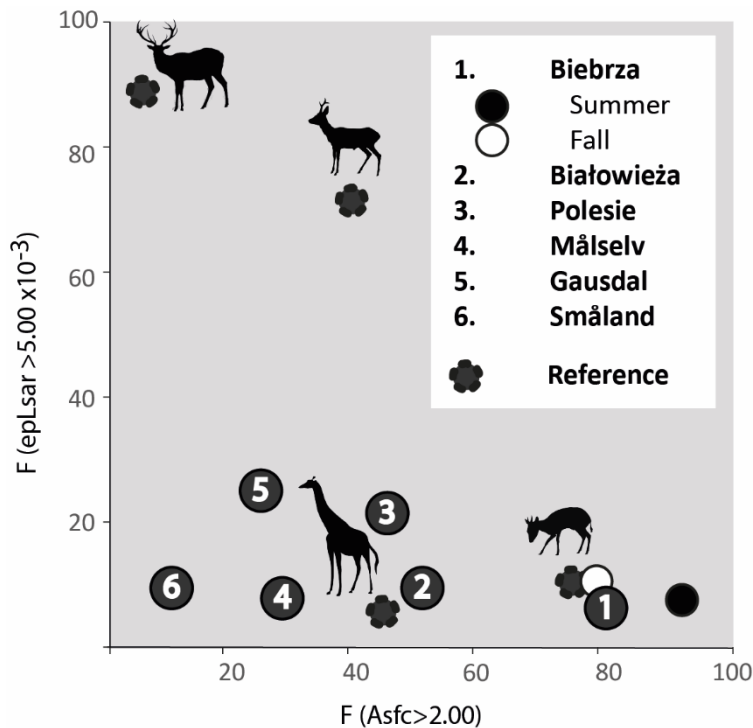 100
80
60
40
20
F (epLsar >5.00 x10⁻³)
1. Biebrza
Summer
Fall
2. Białowieża
3. Polesie
4. Målselv
5. Gausdal
6. Småland
Reference
5
3
6
4
2
1
20 40 60 80 100
F (Asfc>2.00)